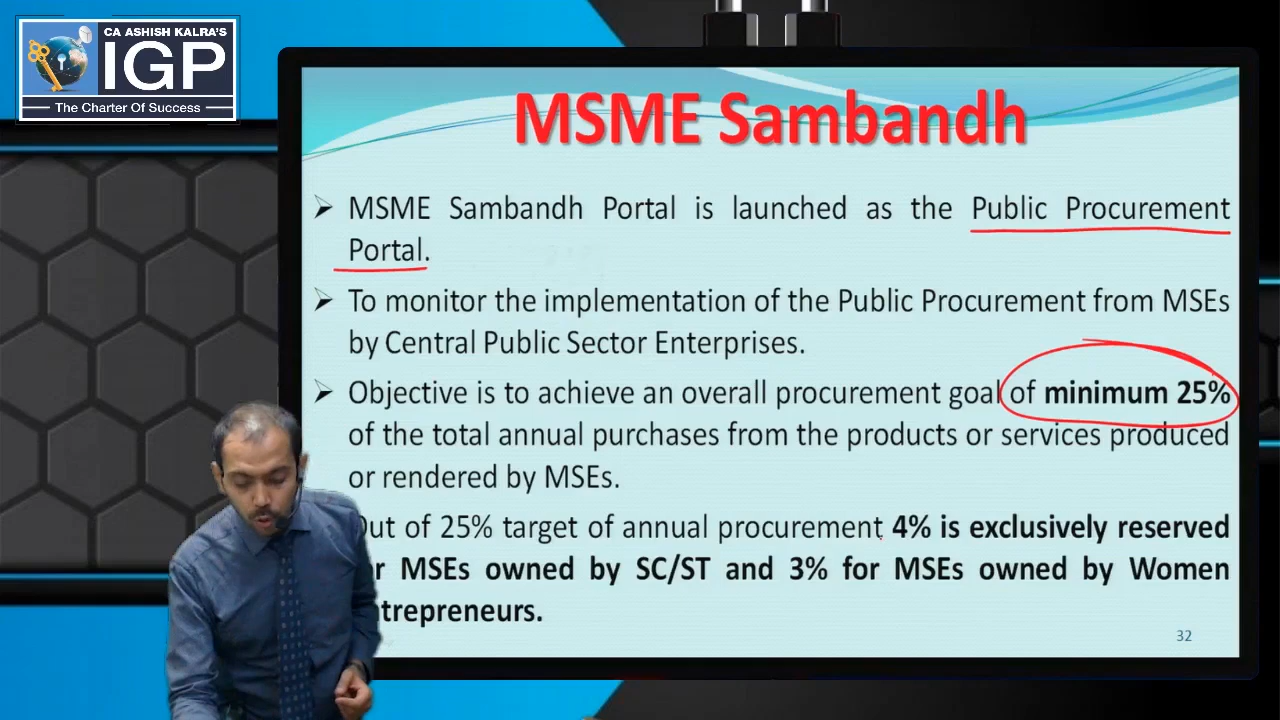 CA ASHISH KALRA'S
IGP
The Charter Of Success
MSME Sambandh
MSME Sambandh Portal is launched as the Public Procurement
Portal.
To monitor the implementation of the Public Procurement from MSEs
by Central Public Sector Enterprises.
Objective is to achieve an overall procurement goal of minimum 25%
of the total annual purchases from the products or services produced
or rendered by MSEs.
of 25% target of annual procurement, 4% is exclusively reserved
MSEs owned by SC/ST and 3% for MSEs owned by Women
32